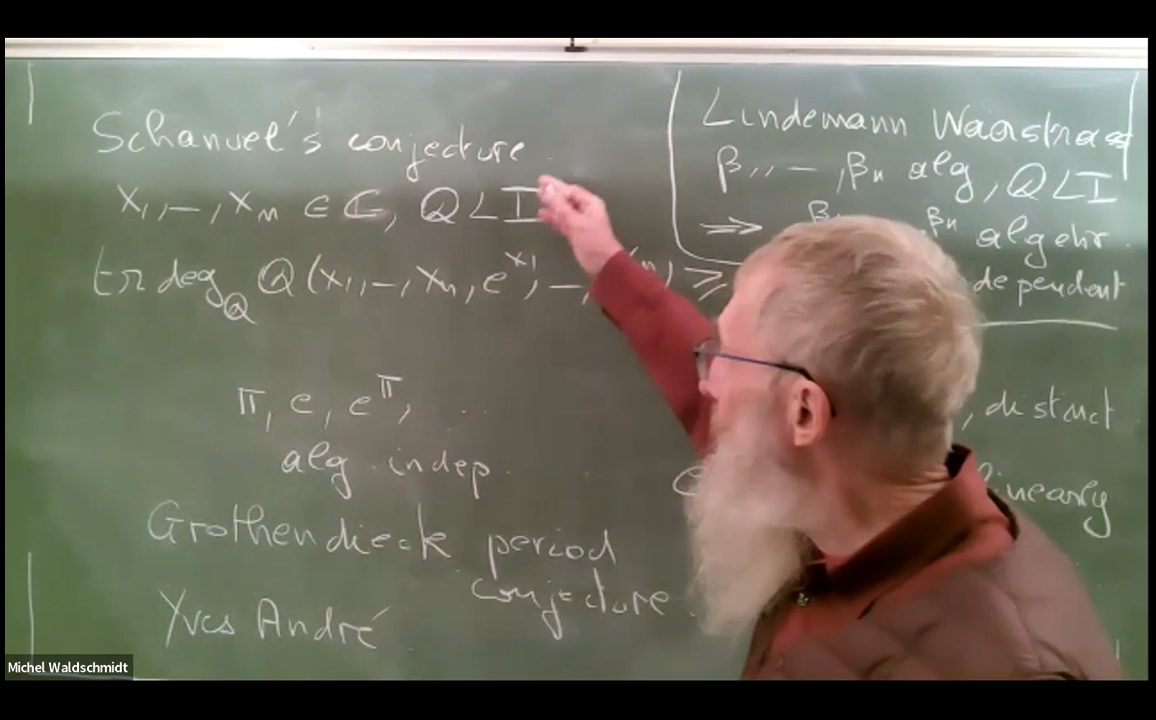 Schanuel's conjecture.
x₁, –, xₙ ∈ ℂ, Q L I
tr deg_Q Q(x₁, –, xₙ, e^x₁, –, ⁿ) ≥
π, e, e^π, ...
alg. indep.
Grothendieck period
conjecture.
Yves André
Lindemann Weierstrass
β₁, –, βₙ alg, Q L I
⇒ β βₙ algebr.
dependent
, distinct
e linearly
Michel Waldschmidt